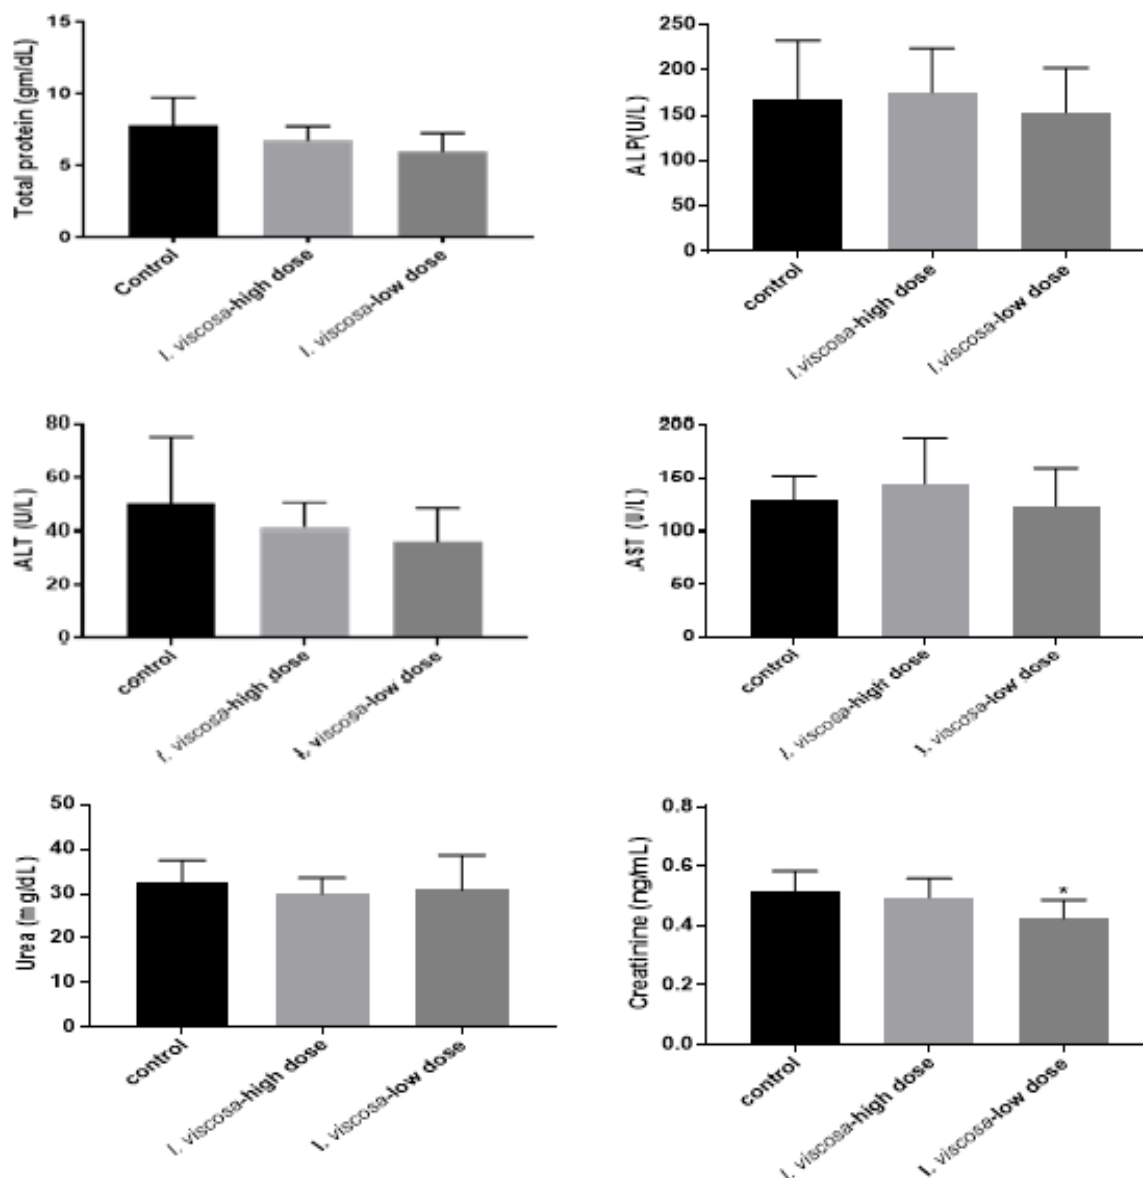 Total protein (gm/dL)
15
10
5
0
Control
I. viscosa-high dose
I. viscosa-low dose
ALP(U/L)
250
200
150
100
50
0
control
I.viscosa-high dose
I.viscosa-low dose
ALT (U/L)
80
60
40
20
0
control
I. viscosa-high dose
I. viscosa-low dose
AST (U/L)
200
150
100
50
0
control
I. viscosa-high dose
I. viscosa-low dose
Urea (mg/dL)
50
40
30
20
10
0
control
I. viscosa-high dose
I. viscosa-low dose
Creatinine (ng/mL)
0.8
0.6
0.4
0.2
0.0
*
control
I. viscosa-high dose
I. viscosa-low dose